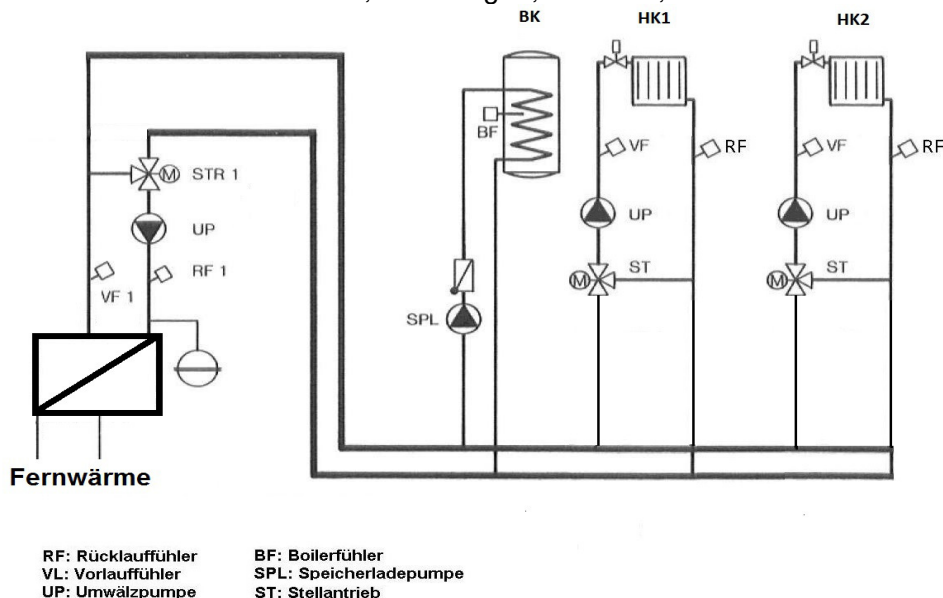 BK
HK1
HK2
BF
VF
RF
VF
RF
STR 1
M
UP
UP
UP
RF 1
VF 1
M
ST
M
ST
SPL
Fernwärme
RF: Rücklauffühler
BF: Boilerfühler
VL: Vorlauffühler
SPL: Speicherladepumpe
UP: Umwälzpumpe
ST: Stellantrieb